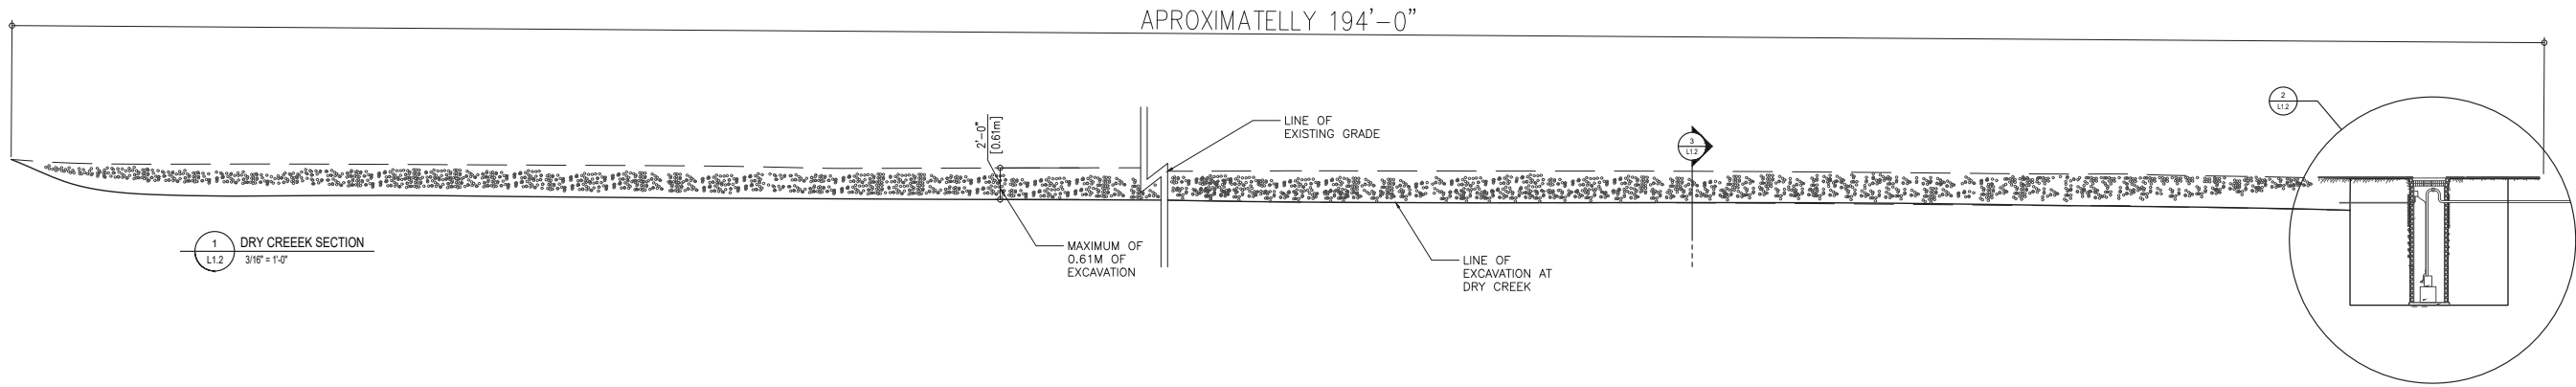 APROXIMATELLY 194'-0"
2
L1.2
2'-0"
[0.61m]
LINE OF
EXISTING GRADE
3
L1.2
1
L1.2
DRY CREEEK SECTION
3/16" = 1'-0"
MAXIMUM OF
0.61M OF
EXCAVATION
LINE OF
EXCAVATION AT
DRY CREEK